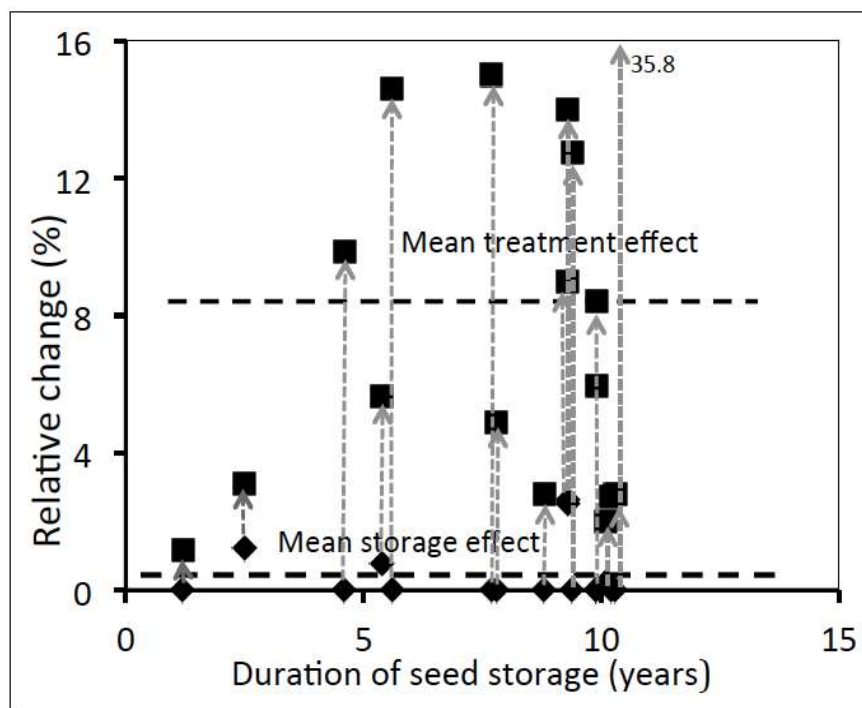 16
35.8
12
Mean treatment effect
8
4
Mean storage effect
0
0
5
10
15
Relative change (%)
Duration of seed storage (years)